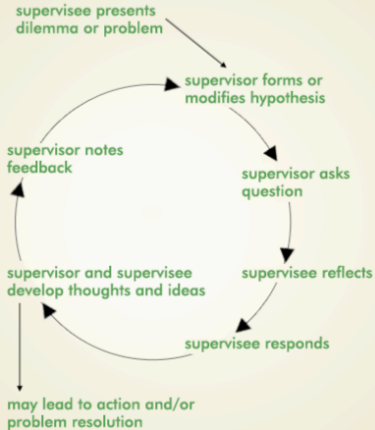 supervisee presents
dilemma or problem
supervisor forms or
modifies hypothesis
supervisor notes
feedback
supervisor asks
question
supervisor and supervisee
develop thoughts and ideas
supervisee reflects
supervisee responds
may lead to action and/or
problem resolution